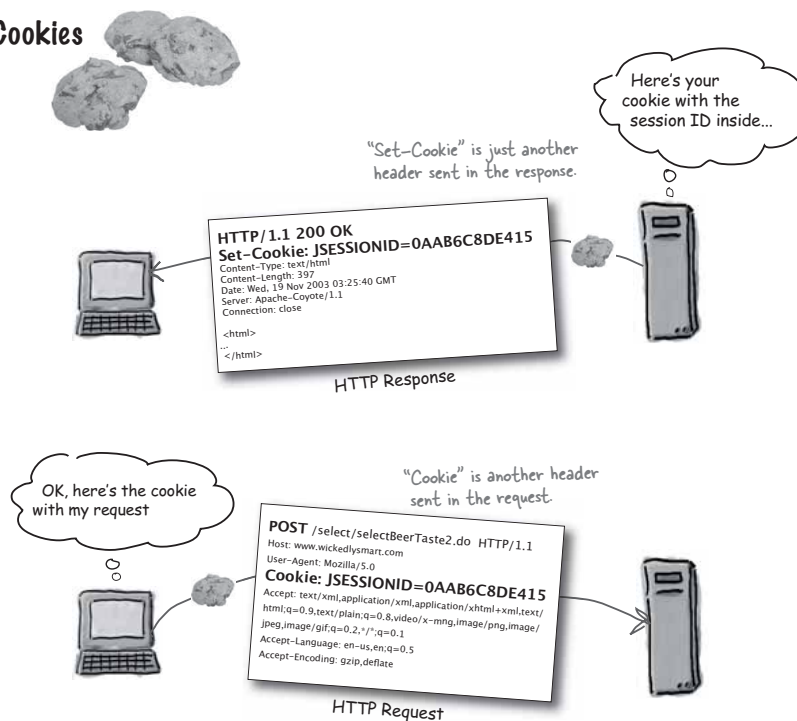 Cookies
Here's your
cookie with the
session ID inside...
"Set-Cookie" is just another
header sent in the response.
HTTP/1.1 200 OK
Set-Cookie: JSESSIONID=0AAB6C8DE415
Content-Type: text/html
Content-Length: 397
Date: Wed, 19 Nov 2003 03:25:40 GMT
Server: Apache-Coyote/1.1
Connection: close
<html>
...
</html>
HTTP Response
OK, here's the cookie
with my request
"Cookie" is another header
sent in the request.
POST /select/selectBeerTaste2.do HTTP/1.1
Host: www.wickedlysmart.com
User-Agent: Mozilla/5.0
Cookie: JSESSIONID=0AAB6C8DE415
Accept: text/xml,application/xml,application/xhtml+xml,text/
html;q=0.9,text/plain;q=0.8,video/x-mng,image/png,image/
jpeg,image/gif;q=0.2,*/*;q=0.1
Accept-Language: en-us,en;q=0.5
Accept-Encoding: gzip,deflate
HTTP Request